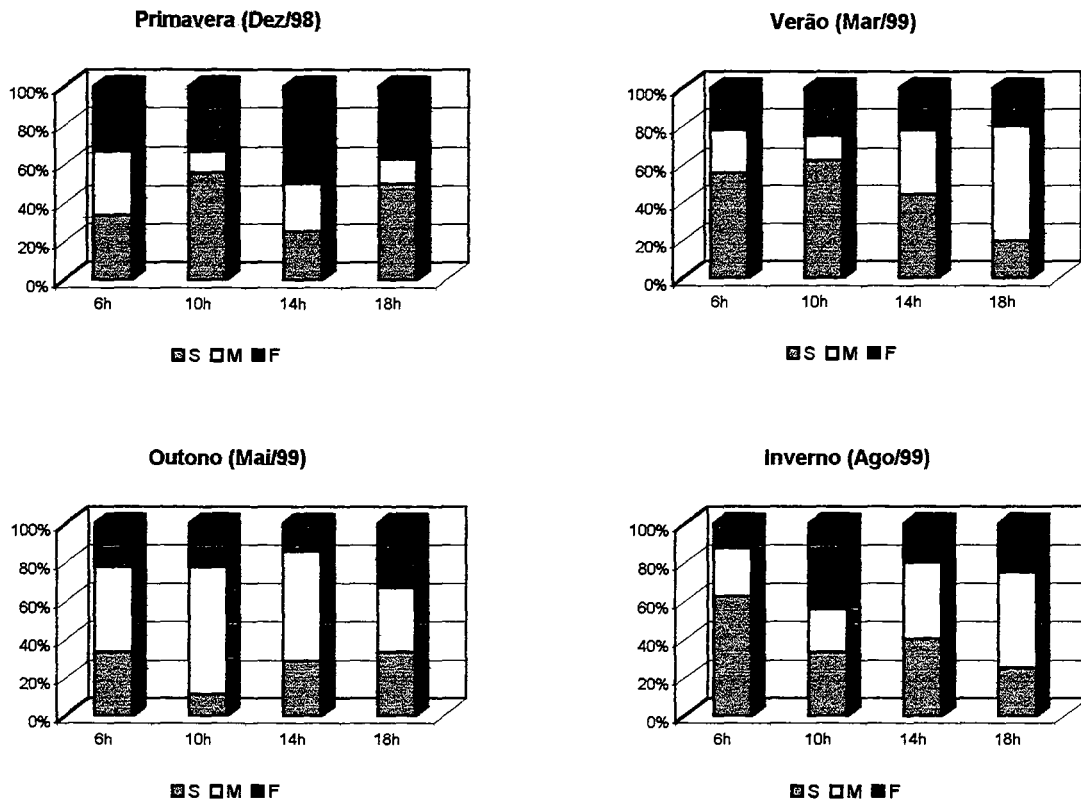 Primavera (Dez/98)
100%
80%
60%
40%
20%
0%
6h 10h 14h 18h
S M F
Verão (Mar/99)
100%
80%
60%
40%
20%
0%
6h 10h 14h 18h
S M F
Outono (Mai/99)
100%
80%
60%
40%
20%
0%
6h 10h 14h 18h
S M F
Inverno (Ago/99)
100%
80%
60%
40%
20%
0%
6h 10h 14h 18h
S M F